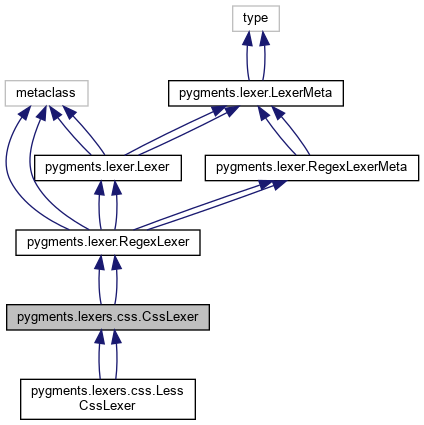 type
metaclass
pygments.lexer.LexerMeta
pygments.lexer.Lexer
pygments.lexer.RegexLexerMeta
pygments.lexer.RegexLexer
pygments.lexers.css.CssLexer
pygments.lexers.css.Less
CssLexer